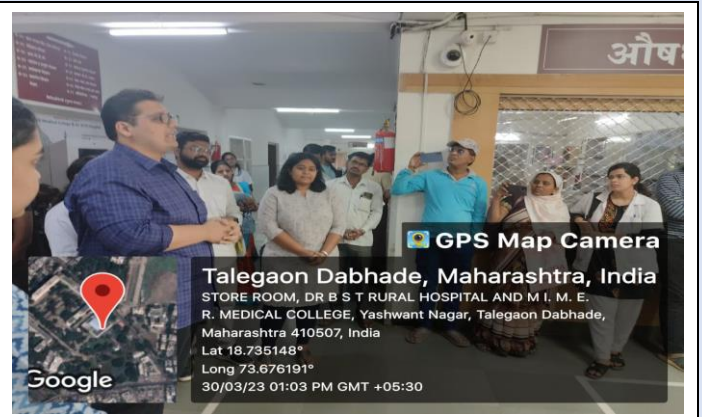 औष
GPS Map Camera
Talegaon Dabhade, Maharashtra, India
STORE ROOM, DR B S T RURAL HOSPITAL AND M I. M. E.
R. MEDICAL COLLEGE, Yashwant Nagar, Talegaon Dabhade,
Maharashtra 410507, India
Lat 18.735148°
Long 73.676191°
30/03/23 01:03 PM GMT +05:30
Google